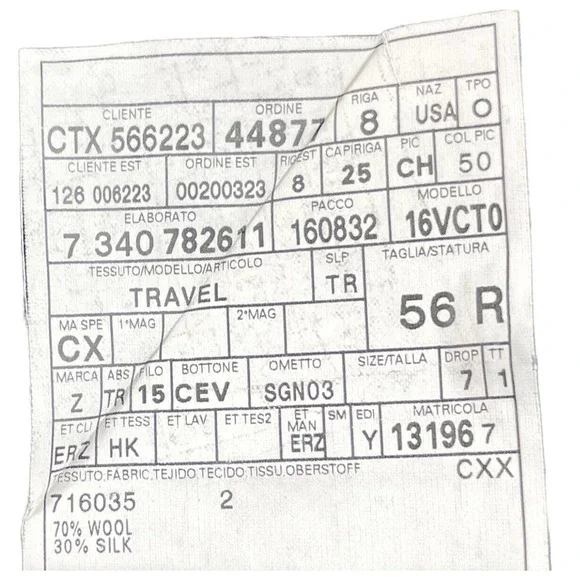 CLIENTE ORDINE RIGA NAZ TPO
CTX 566223 44877 8 USA O
CLIENTE EST ORDINE EST RIGEST CAPIRIGA PIC COL PIC
126 006223 00200323 8 25 CH 50
ELABORATO PACCO MODELLO
7 340 782611 160832 16VCT0
TESSUTO/MODELLO/ARTICOLO SLP TAGLIA/STATURA
TRAVEL TR 56 R
MA SPE 1°MAG 2°MAG
CX
MARCA ABS FILO BOTTONE OMETTO SIZE/TALLA DROP TT
Z TR 15 CEV SGN03 7 1
ET CLI ET TESS ET LAV ET TES2 ET MAN SM EDI MATRICOLA
ERZ HK ERZ Y 13196 7
TESSUTO.FABRIC.TEJIDO.TECIDO.TISSU.OBERSTOFF CXX
716035 2
70% WOOL
30% SILK